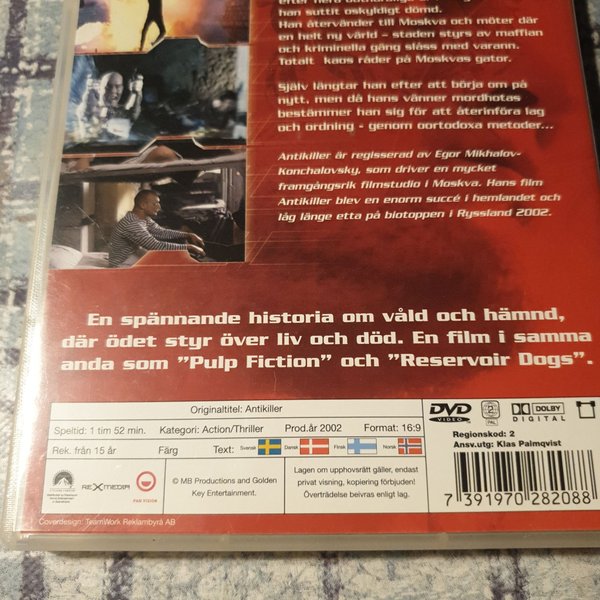 han suttit oskyldigt dömd.
Han återvänder till Moskva och möter där
en helt ny värld - staden styrs av maffian
och kriminella gäng slåss med varann.
Totalt kaos råder på Moskvas gator.
Själv längtar han efter att börja om på
nytt, men då hans vänner mordhotas
bestämmer han sig för att återinföra lag
och ordning - genom oortodoxa metoder...
Antikiller är regisserad av Egor Mikhalov-
Konchalovsky, som driver en mycket
framgångsrik filmstudio i Moskva. Hans film
Antikiller blev en enorm succé i hemlandet och
låg länge etta på biotoppen i Ryssland 2002.
En spännande historia om våld och hämnd,
där ödet styr över liv och död. En film i samma
anda som "Pulp Fiction" och "Reservoir Dogs".
Originaltitel: Antikiller
Speltid: 1 tim 52 min. Kategori: Action/Thriller Prod.år 2002 Format: 16:9
Rek. från 15 år Färg Text: Svensk Dansk Finsk Norsk
DVD VIDEO 2 PAL DOLBY DIGITAL
Regionskod: 2
Ansv.utg: Klas Palmqvist
REXMEDIA PAN VISION
© MB Productions and Golden
Key Entertainment.
Lagen om upphovsrätt gäller, endast
privat visning, kopiering förbjuden!
Överträdelse beivras enligt lag.
7 391970 282088
Coverdesign: TeamWork Reklambyrå AB